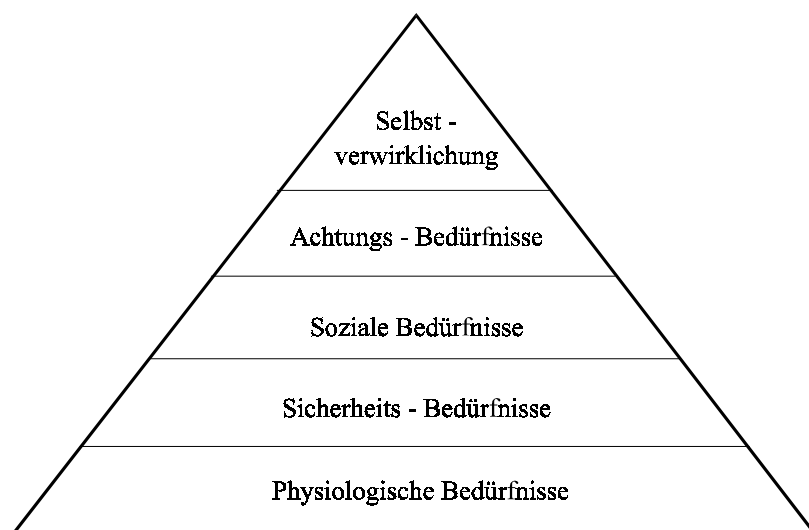 Selbst -
verwirklichung
Achtungs - Bedürfnisse
Soziale Bedürfnisse
Sicherheits - Bedürfnisse
Physiologische Bedürfnisse